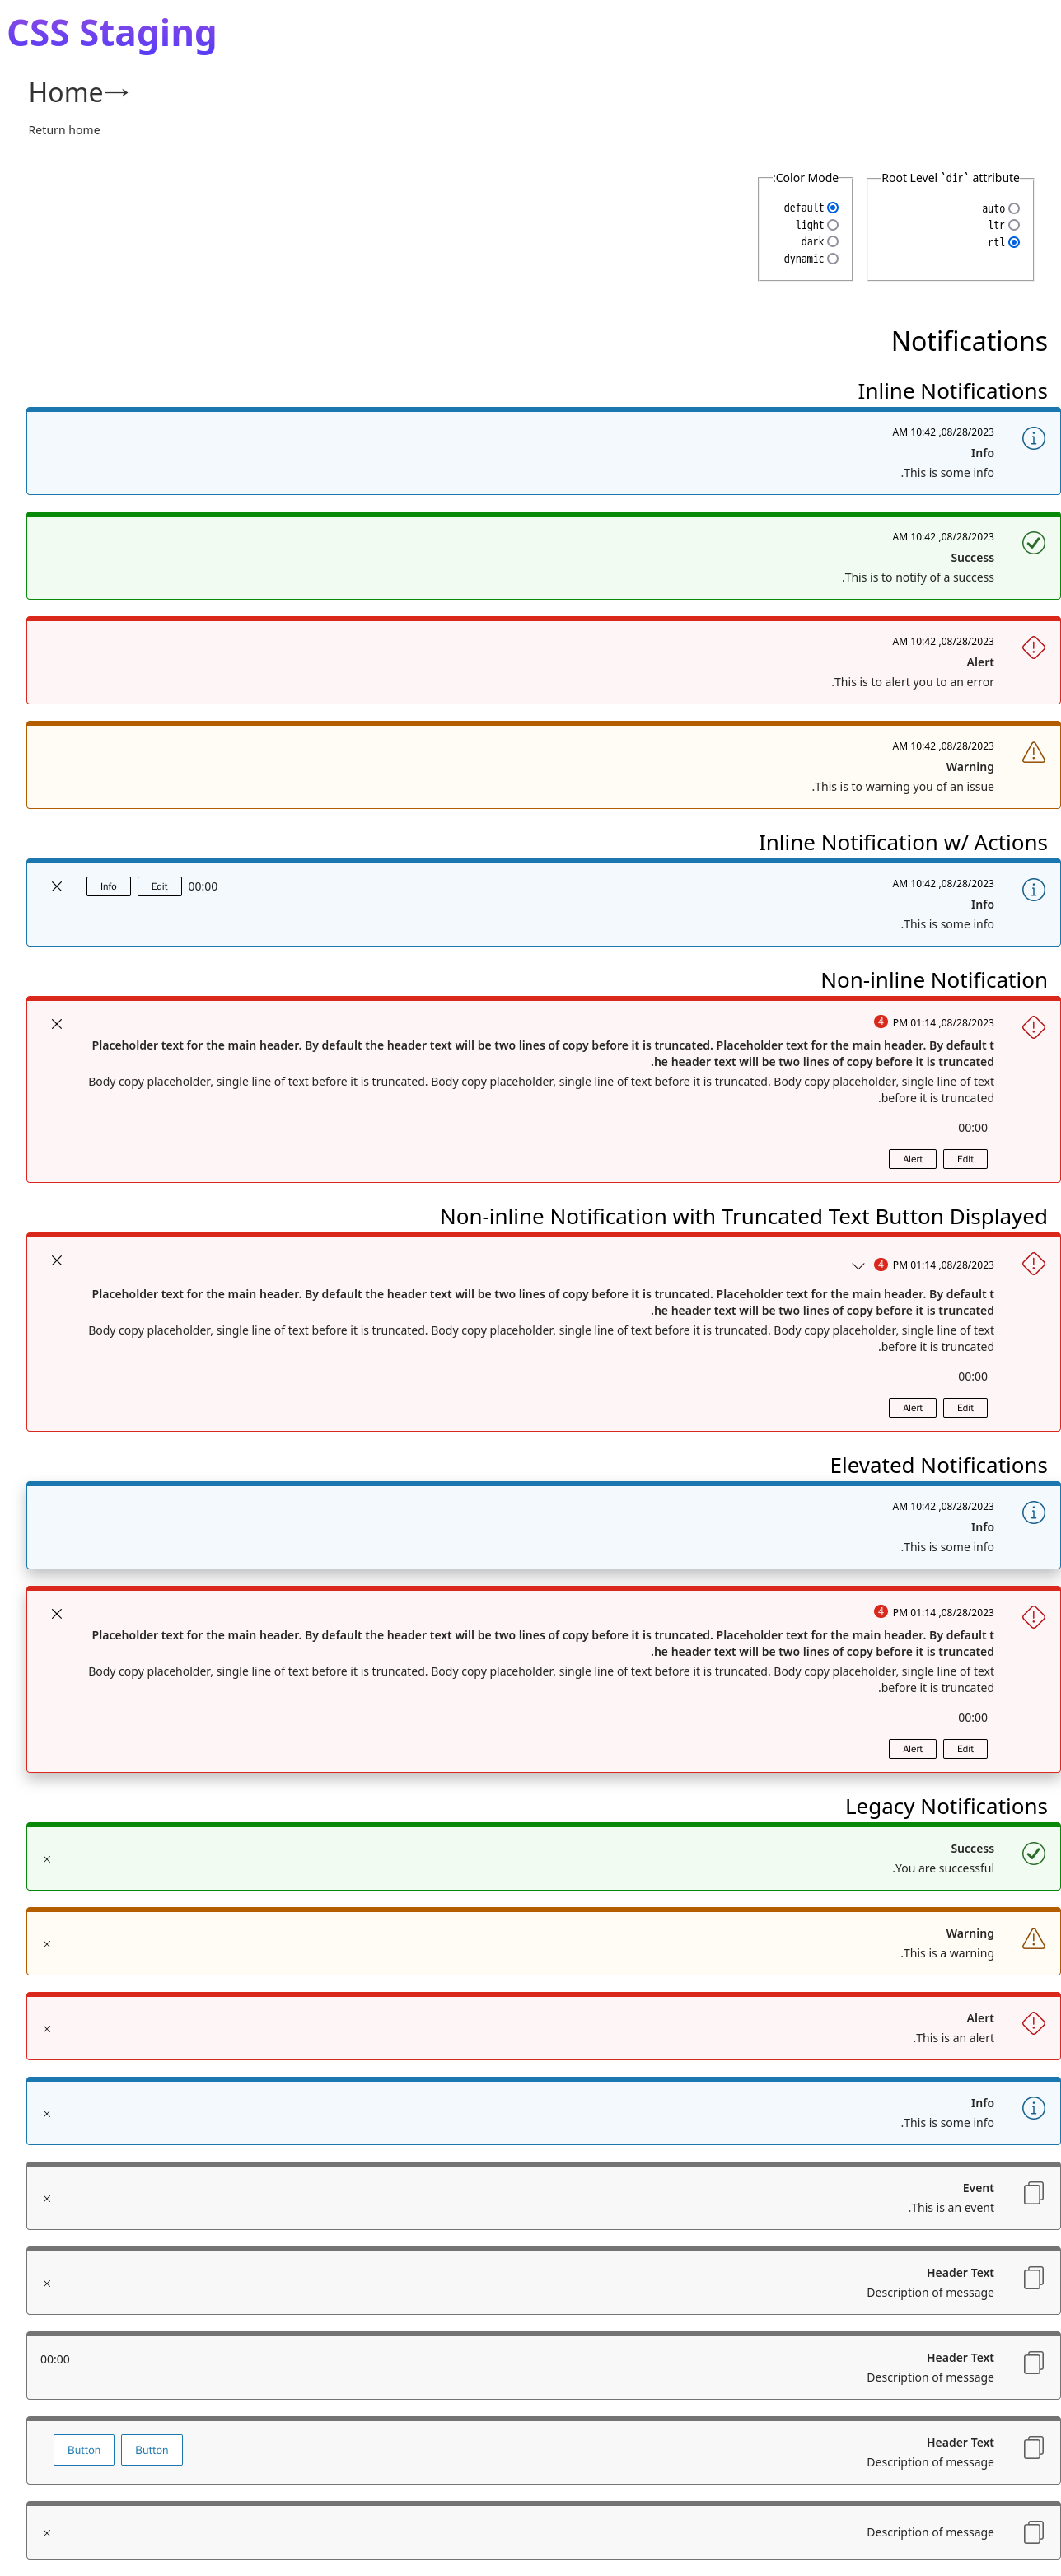 CSS Staging
Home→
Return home
Root Level `dir` attribute
auto
ltr
rtl
:Color Mode
default
light
dark
dynamic
Notifications
Inline Notifications
AM 10:42 ,08/28/2023
Info
.This is some info
AM 10:42 ,08/28/2023
Success
.This is to notify of a success
AM 10:42 ,08/28/2023
Alert
.This is to alert you to an error
AM 10:42 ,08/28/2023
Warning
.This is to warning you of an issue
Inline Notification w/ Actions
AM 10:42 ,08/28/2023
Info
.This is some info
00:00
Edit
Info
Non-inline Notification
4 PM 01:14 ,08/28/2023
Placeholder text for the main header. By default the header text will be two lines of copy before it is truncated. Placeholder text for the main header. By default t
.he header text will be two lines of copy before it is truncated
Body copy placeholder, single line of text before it is truncated. Body copy placeholder, single line of text before it is truncated. Body copy placeholder, single line of text
.before it is truncated
00:00
Edit
Alert
Non-inline Notification with Truncated Text Button Displayed
4 PM 01:14 ,08/28/2023
Placeholder text for the main header. By default the header text will be two lines of copy before it is truncated. Placeholder text for the main header. By default t
.he header text will be two lines of copy before it is truncated
Body copy placeholder, single line of text before it is truncated. Body copy placeholder, single line of text before it is truncated. Body copy placeholder, single line of text
.before it is truncated
00:00
Edit
Alert
Elevated Notifications
AM 10:42 ,08/28/2023
Info
.This is some info
4 PM 01:14 ,08/28/2023
Placeholder text for the main header. By default the header text will be two lines of copy before it is truncated. Placeholder text for the main header. By default t
.he header text will be two lines of copy before it is truncated
Body copy placeholder, single line of text before it is truncated. Body copy placeholder, single line of text before it is truncated. Body copy placeholder, single line of text
.before it is truncated
00:00
Edit
Alert
Legacy Notifications
Success
.You are successful
Warning
.This is a warning
Alert
.This is an alert
Info
.This is some info
Event
.This is an event
Header Text
Description of message
Header Text
Description of message
00:00
Header Text
Description of message
Button
Button
Description of message